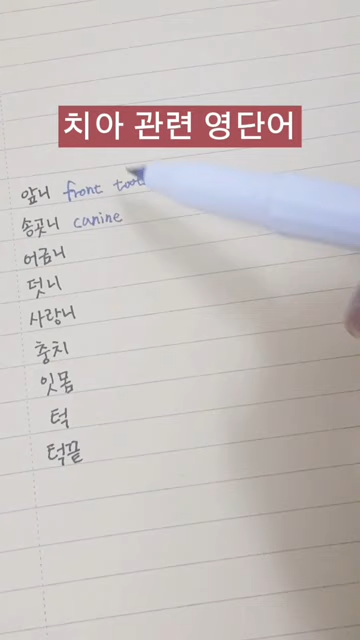 치아 관련 영단어
앞니 front
송곳니 canine
어금니
덧니
사랑니
충치
잇몸
턱
턱끝